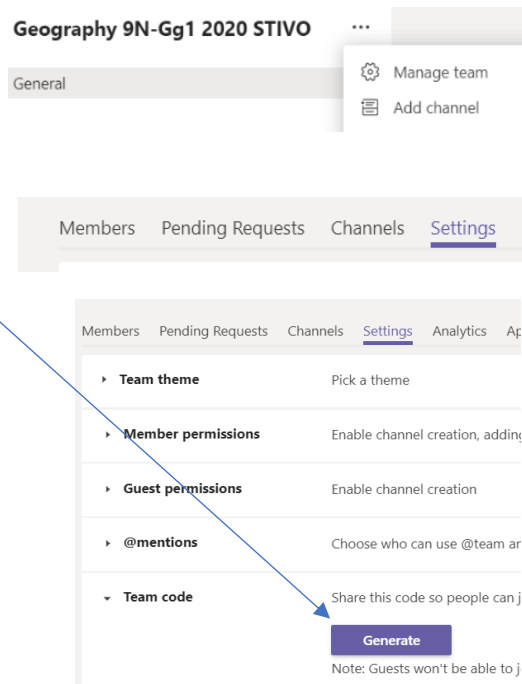 Geography 9N-Gg1 2020 STIVO ...
Manage team
General
Add channel
Members Pending Requests Channels Settings
Members Pending Requests Channels Settings Analytics
Team theme Pick a theme
Member permissions Enable channel creation, adding
Guest permissions Enable channel creation
@mentions Choose who can use @team
Team code Share this code so people can
Generate
Note: Guests won't be able to